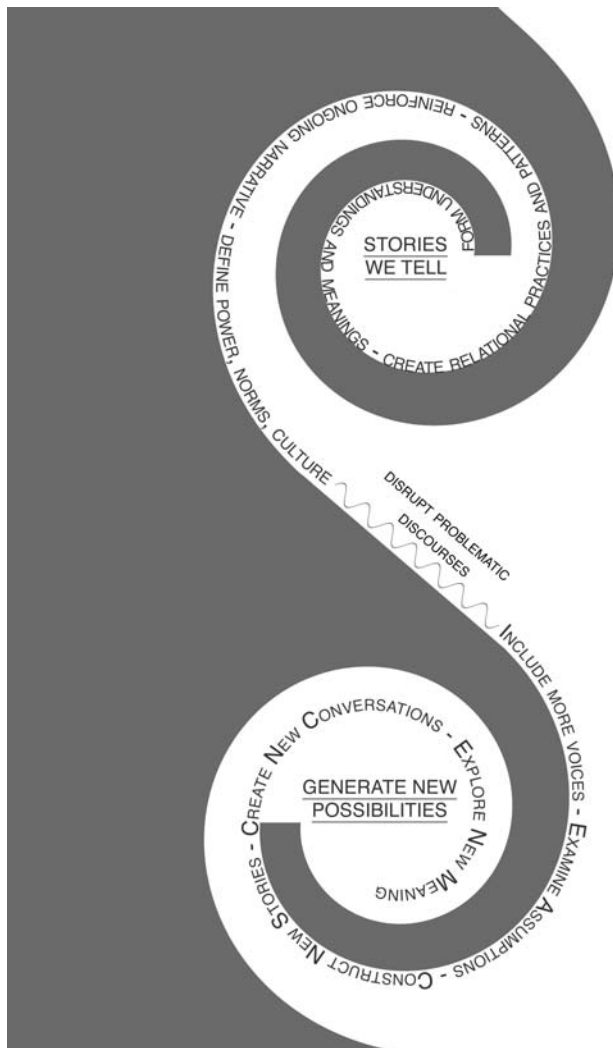 STORIES
WE TELL
FORM UNDERSTANDINGS AND MEANINGS - CREATE RELATIONAL PRACTICES AND PATTERNS - REINFORCE ONGOING NARRATIVE - DEFINE POWER, NORMS, CULTURE
DISRUPT PROBLEMATIC
DISCOURSES
INCLUDE MORE VOICES - EXAMINE ASSUMPTIONS - CONSTRUCT NEW STORIES - CREATE NEW CONVERSATIONS - EXPLORE NEW MEANING
GENERATE NEW
POSSIBILITIES